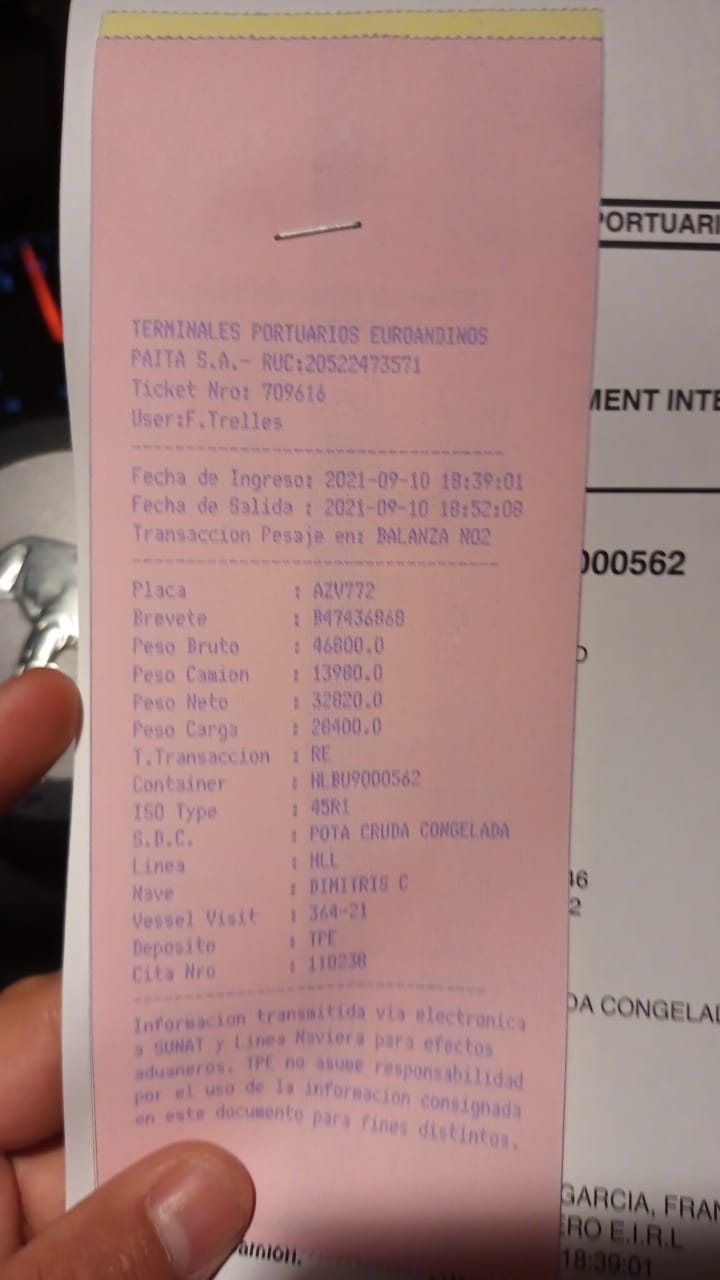 TERMINALES PORTUARIOS EUROANDINOS
PAITA S.A.- RUC:20522473571
Ticket Nro: 709616
User:F.Trelles
Fecha de Ingreso: 2021-09-10 18:39:01
Fecha de Salida : 2021-09-10 18:52:08
Transaccion Pesaje en: BALANZA NO2
Placa : AZV772
Brevete : B47436868
Peso Bruto : 46800.0
Peso Camion : 13980.0
Peso Neto : 32820.0
Peso Carga : 28400.0
T.Transaccion : RE
Container : HLBU9000562
ISO Type : 45R1
S.D.C. : POTA CRUDA CONGELADA
Linea : HLL
Nave : DIMITRIS C
Vessel Visit : 364-21
Deposito : TPE
Cita Nro : 110238
Informacion transmitida via electronica
a SUNAT y Linea Naviera para efectos
aduaneros. TPE no asume responsabilidad
por el uso de la informacion consignada
en este documento para fines distintos.
PORTUARI
MENT INTE
000562
46
2
DA CONGELAD
GARCIA, FRAN
ERO E.I.R.L
18:39:01
amión.